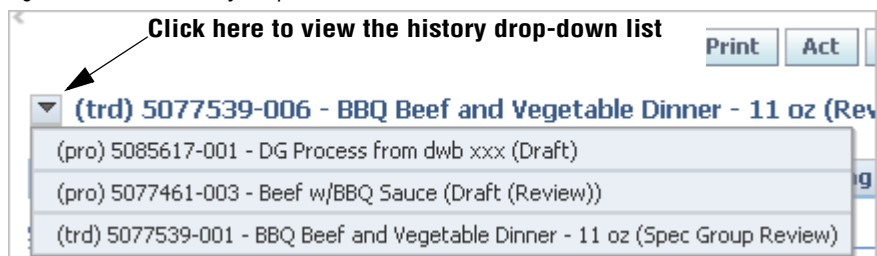 Click here to view the history drop-down list
Print Act
(trd) 5077539-006 - BBQ Beef and Vegetable Dinner - 11 oz (Rev
(pro) 5085617-001 - DG Process from dwb xxx (Draft)
(pro) 5077461-003 - Beef w/BBQ Sauce (Draft (Review))
(trd) 5077539-001 - BBQ Beef and Vegetable Dinner - 11 oz (Spec Group Review)